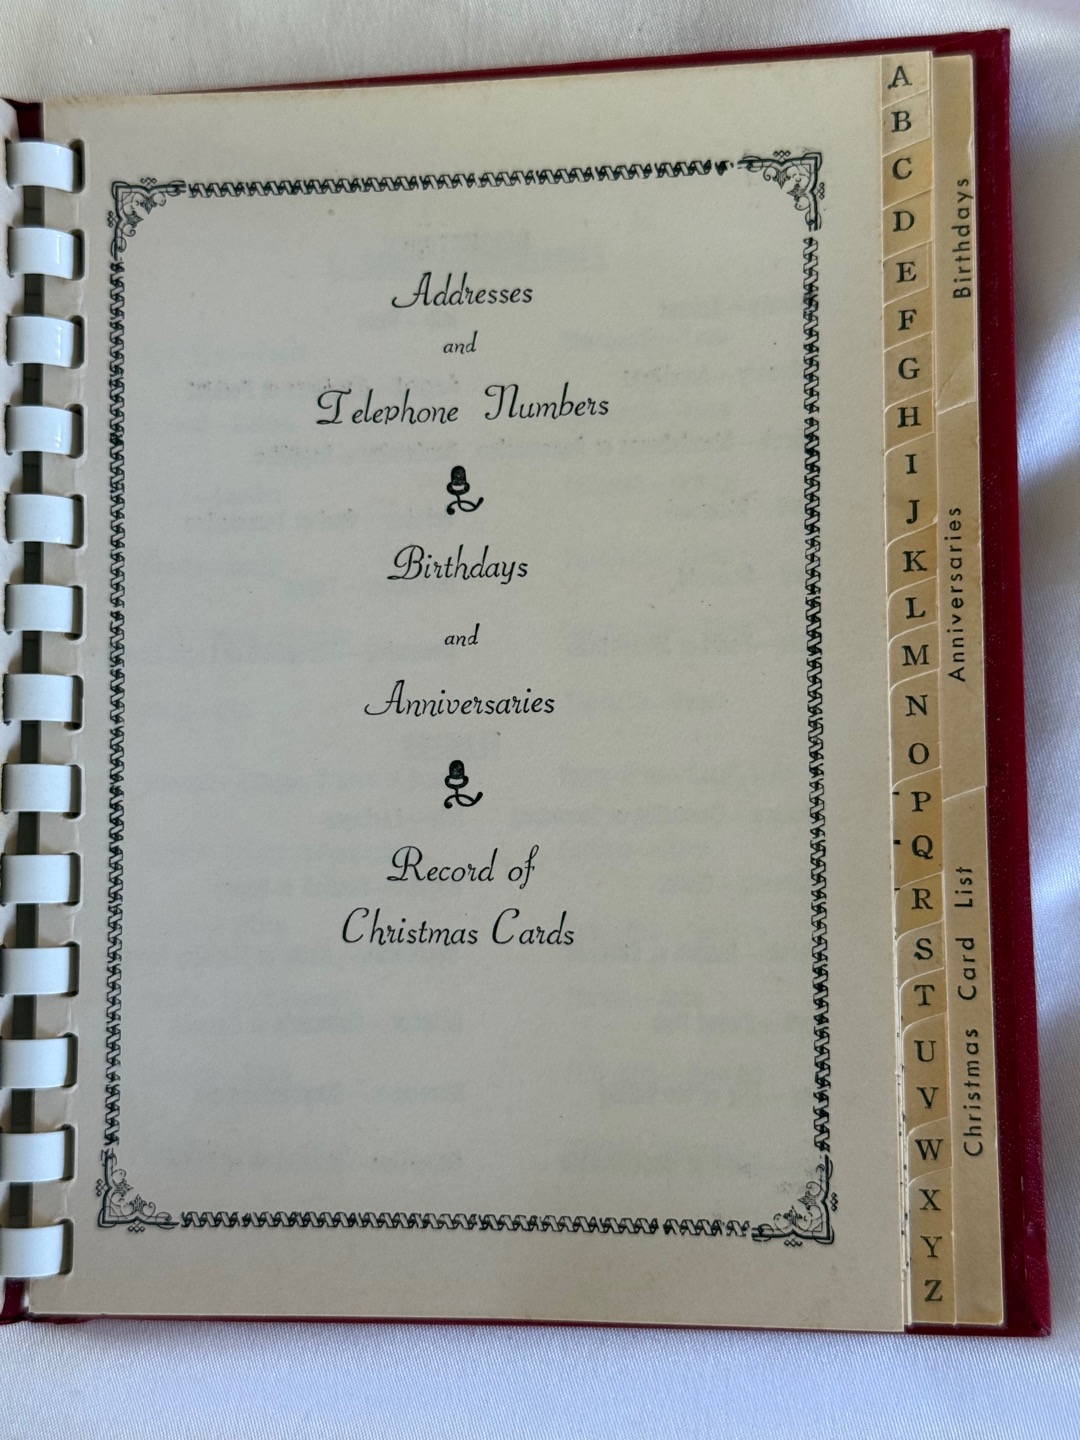 Addresses
and
Telephone Numbers
Birthdays
and
Anniversaries
Record of
Christmas Cards
A
B
C
D
E
F
G
H
I
J
K
L
M
N
O
P
Q
R
S
T
U
V
W
X
Y
Z
Birthdays
Anniversaries
Christmas Card List